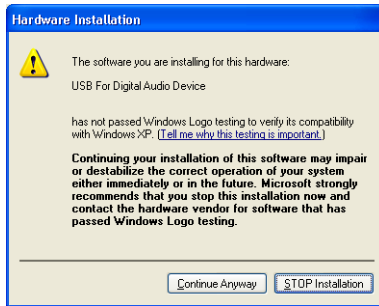 Hardware Installation
The software you are installing for this hardware:
USB For Digital Audio Device
has not passed Windows Logo testing to verify its compatibility
with Windows XP. (Tell me why this testing is important.)
Continuing your installation of this software may impair
or destabilize the correct operation of your system
either immediately or in the future. Microsoft strongly
recommends that you stop this installation now and
contact the hardware vendor for software that has
passed Windows Logo testing.
Continue Anyway
STOP Installation